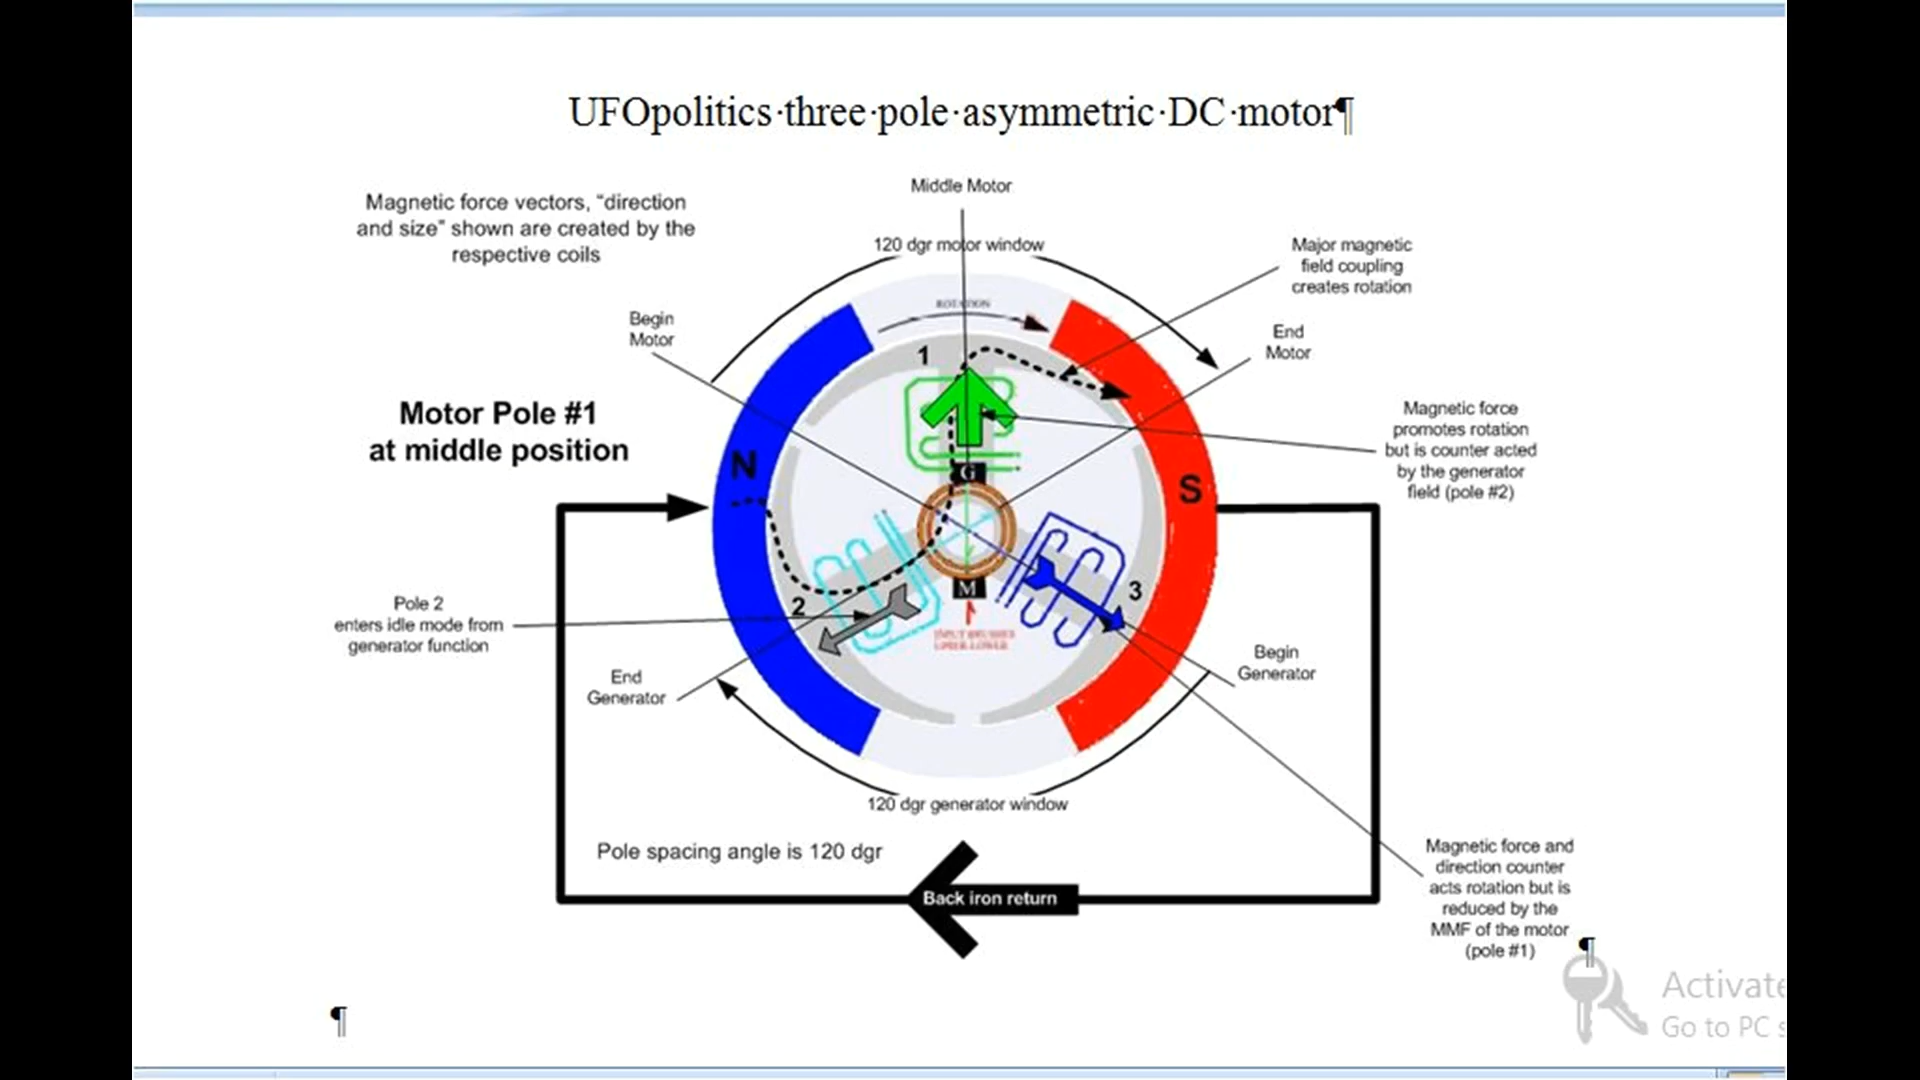 UFOpolitics·three·pole·asymmetric·DC·motor¶
Middle Motor
Magnetic force vectors, “direction
and size” shown are created by the
respective coils
120 dgr motor window
Major magnetic
field coupling
creates rotation
Begin
Motor
ROTATION
End
Motor
1
Motor Pole #1
at middle position
Magnetic force
promotes rotation
but is counter acted
by the generator
field (pole #2)
N
G
S
M
3
2
Pole 2
enters idle mode from
generator function
Begin
Generator
End
Generator
120 dgr generator window
Pole spacing angle is 120 dgr
Back iron return
Magnetic force and
direction counter
acts rotation but is
reduced by the
MMF of the motor
(pole #1)
¶
Activate
Go to PC s
¶